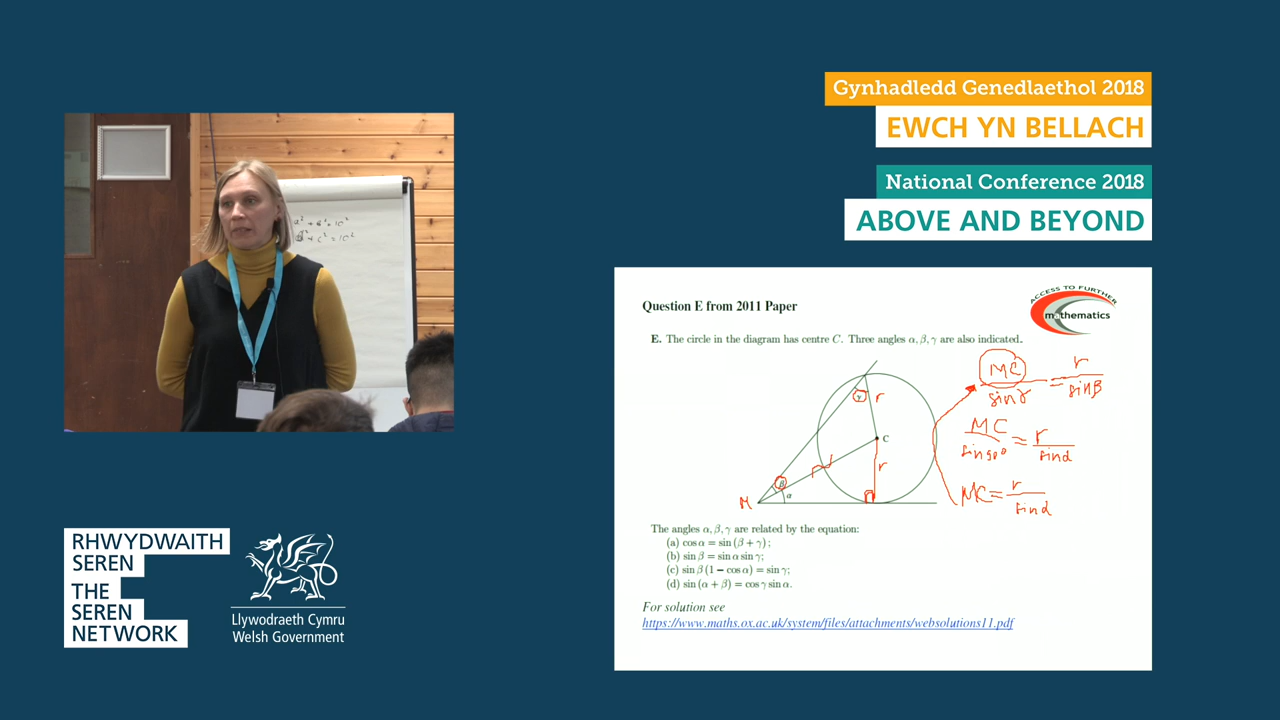 Gynhadledd Genedlaethol 2018
EWCH YN BELLACH
National Conference 2018
ABOVE AND BEYOND
a² + c² = 10²
Question E from 2011 Paper
ACCESS TO FURTHER
mathematics
E. The circle in the diagram has centre C. Three angles α, β, γ are also indicated.
γ
r
C
r
β
α
M
MC/sinγ = r/sinβ
MC/sin90° = r/sinα
MC = r/sinα
The angles α, β, γ are related by the equation:
(a) cos α = sin (β + γ);
(b) sin β = sin α sin γ;
(c) sin β (1 − cos α) = sin γ;
(d) sin (α + β) = cos γ sin α.
For solution see
https://www.maths.ox.ac.uk/system/files/attachments/websolutions11.pdf
RHWYDWAITH
SEREN
THE
SEREN
NETWORK
Llywodraeth Cymru
Welsh Government